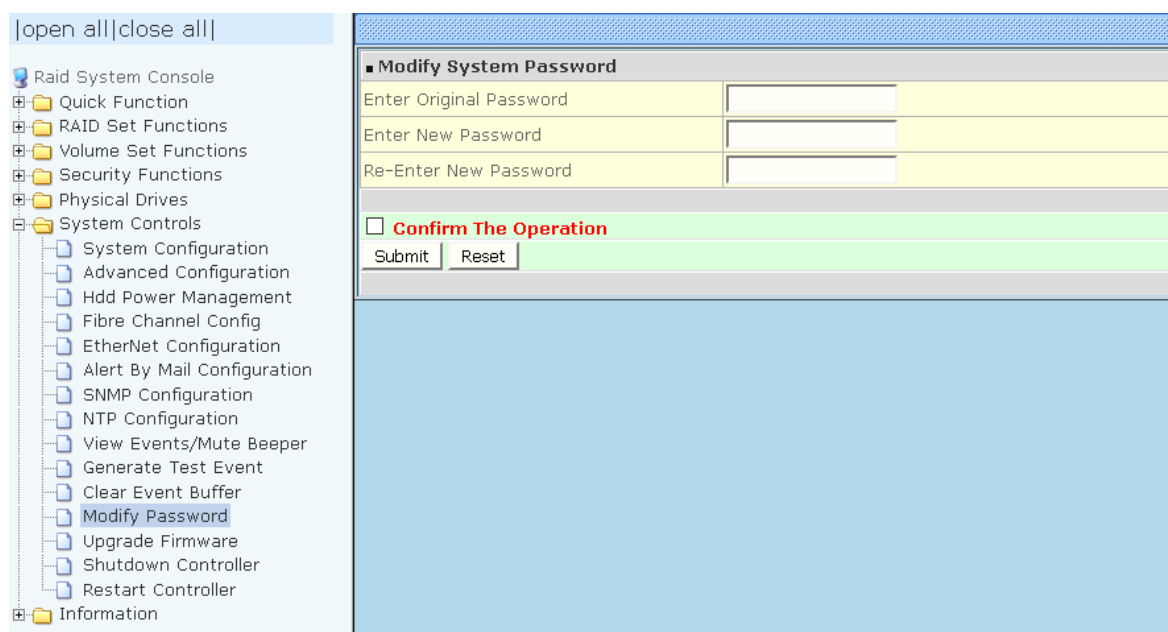 |open all|close all|
Raid System Console
Quick Function
RAID Set Functions
Volume Set Functions
Security Functions
Physical Drives
System Controls
System Configuration
Advanced Configuration
Hdd Power Management
Fibre Channel Config
EtherNet Configuration
Alert By Mail Configuration
SNMP Configuration
NTP Configuration
View Events/Mute Beeper
Generate Test Event
Clear Event Buffer
Modify Password
Upgrade Firmware
Shutdown Controller
Restart Controller
Information
Modify System Password
Enter Original Password
Enter New Password
Re-Enter New Password
Confirm The Operation
Submit Reset